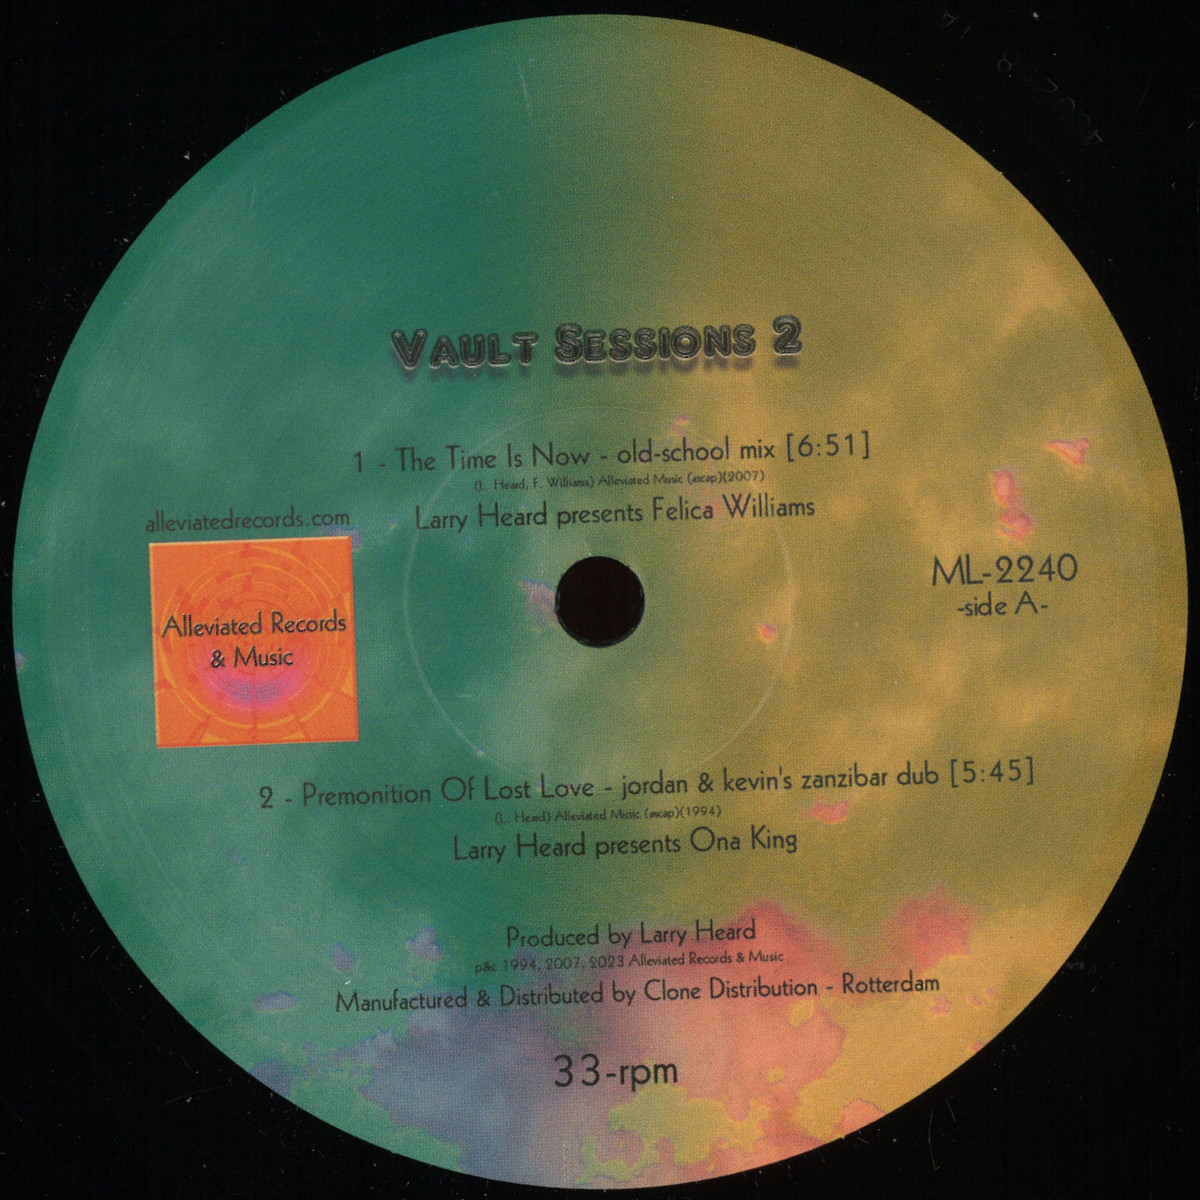 Vault Sessions 2
1 - The Time Is Now - old-school mix [6:51]
(L. Heard, F. Williams) Alleviated Music (ascap)(2007)
Larry Heard presents Felica Williams
alleviatedrecords.com
Alleviated Records
& Music
ML-2240
-side A-
2 - Premonition Of Lost Love - jordan & kevin's zanzibar dub [5:45]
(L. Heard) Alleviated Music (ascap)(1994)
Larry Heard presents Ona King
Produced by Larry Heard
p&c 1994, 2007, 2023 Alleviated Records & Music
Manufactured & Distributed by Clone Distribution - Rotterdam
33-rpm